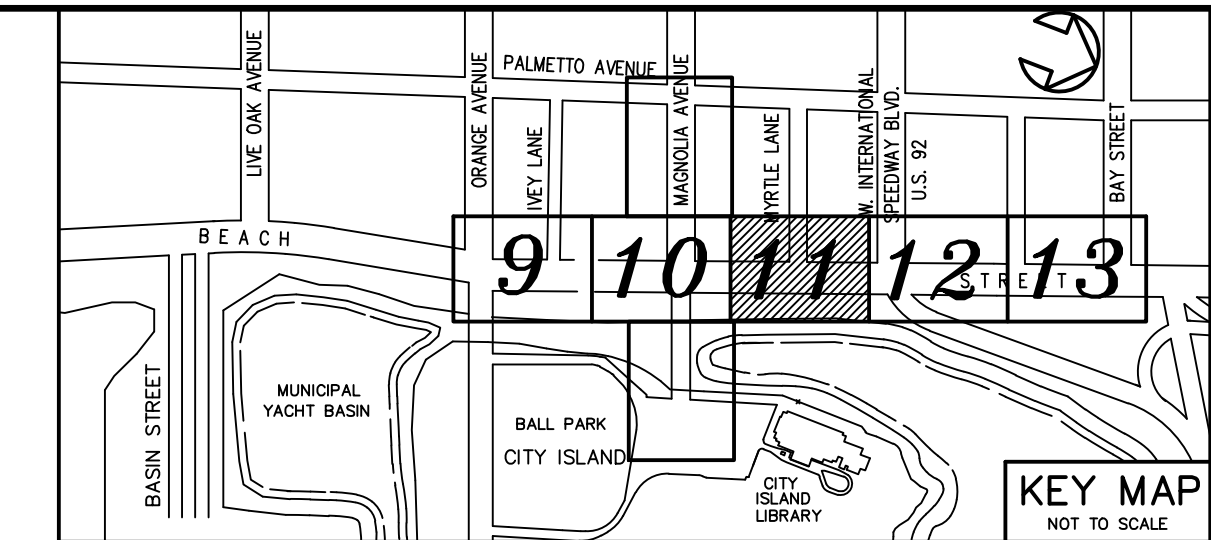 LIVE OAK AVENUE
ORANGE AVENUE
PALMETTO AVENUE
IVEY LANE
MAGNOLIA AVENUE
MYRTLE LANE
W. INTERNATIONAL
SPEEDWAY BLVD.
U.S. 92
BAY STREET
BEACH
STREET
9
10
11
12
13
BASIN STREET
MUNICIPAL
YACHT BASIN
BALL PARK
CITY ISLAND
CITY
ISLAND
LIBRARY
KEY MAP
NOT TO SCALE